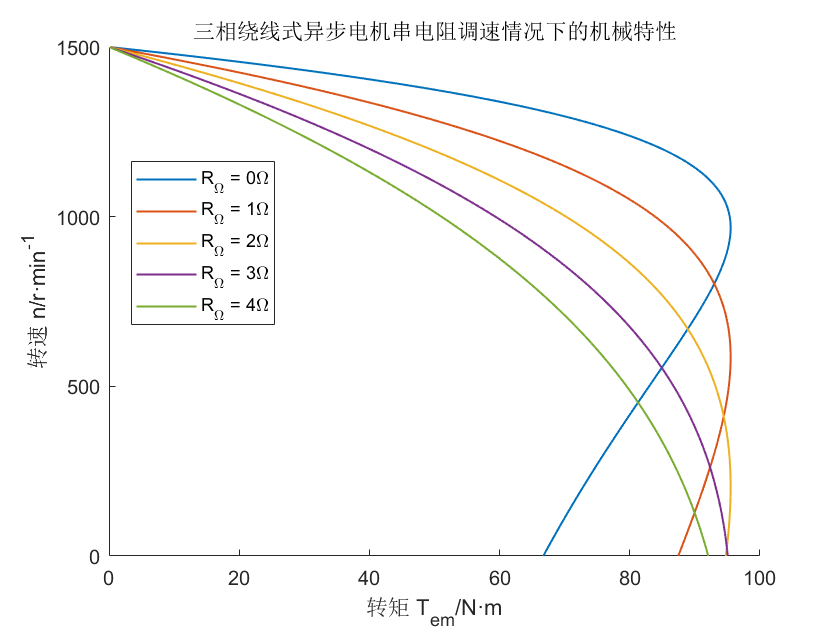 三相绕线式异步电机串电阻调速情况下的机械特性
1500
1000
500
0
转速 n/r·min-1
RΩ = 0Ω
RΩ = 1Ω
RΩ = 2Ω
RΩ = 3Ω
RΩ = 4Ω
0 20 40 60 80 100
转矩 Tem/N·m